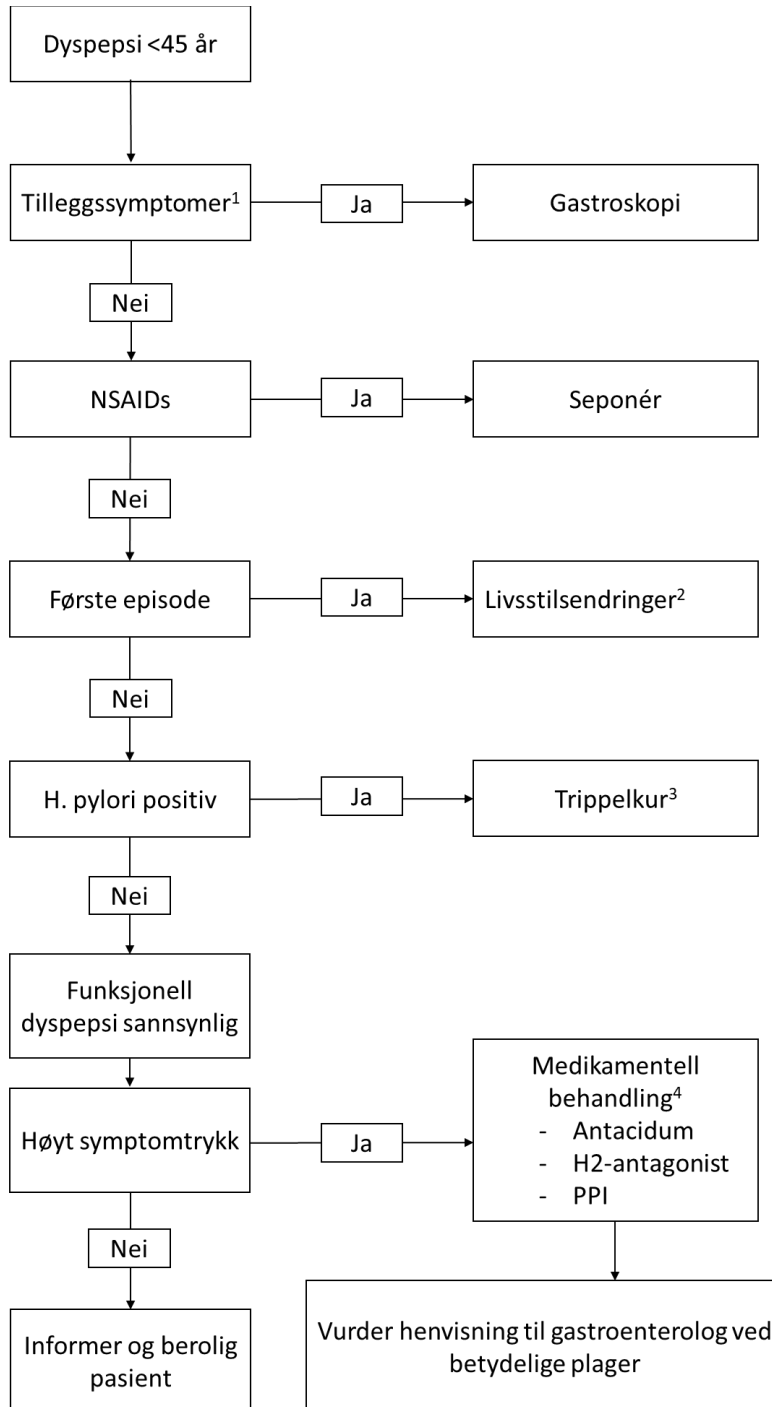 Dyspepsi <45 år
Tilleggssymptomer¹
Ja
Gastroskopi
Nei
NSAIDs
Ja
Seponér
Nei
Første episode
Ja
Livsstilsendringer²
Nei
H. pylori positiv
Ja
Trippelkur³
Nei
Funksjonell
dyspepsi sannsynlig
Høyt symptomtrykk
Ja
Medikamentell
behandling⁴
- Antacidum
- H2-antagonist
- PPI
Nei
Informer og berolig
pasient
Vurder henvisning til gastroenterolog ved
betydelige plager